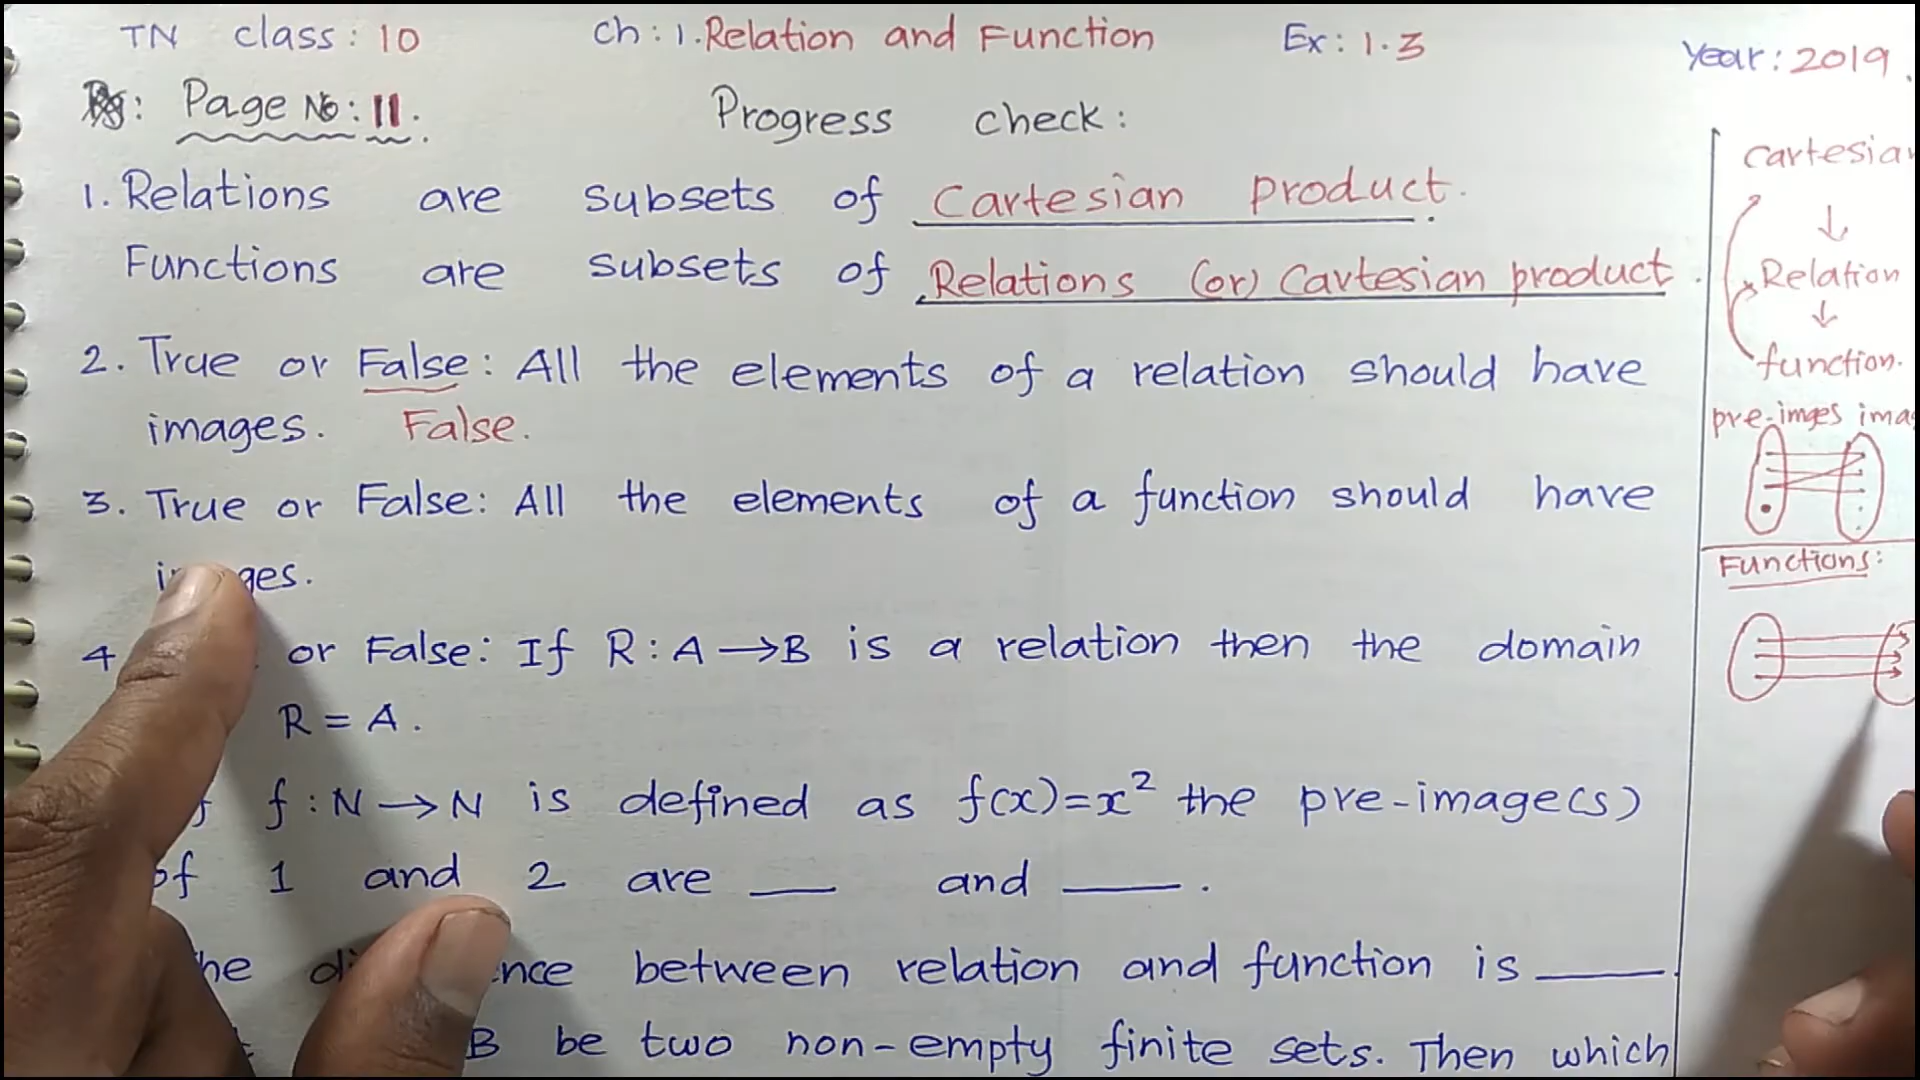 TN class: 10 Ch: 1. Relation and Function Ex: 1.3 Year: 2019.
: Page No: 11. Progress check:
1. Relations are subsets of Cartesian product.
Functions are subsets of Relations (or) Cartesian product.
2. True or False: All the elements of a relation should have
images. False.
3. True or False: All the elements of a function should have
4 or False: If R: A→B is a relation then the domain
R = A.
f: N→N is defined as f(x)=x² the pre-image(s)
of 1 and 2 are ___ and ___.
between relation and function is ___.
B be two non-empty finite sets. Then which
↓
Relation
↓
function.
pre-imges
Functions: